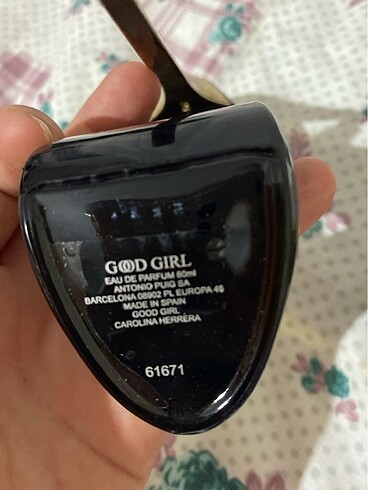 GOOD GIRL
EAU DE PARFUM 80ml
ANTONIO PUIG SA
BARCELONA 08902 PL EUROPA 46
MADE IN SPAIN
GOOD GIRL
CAROLINA HERRERA
61671